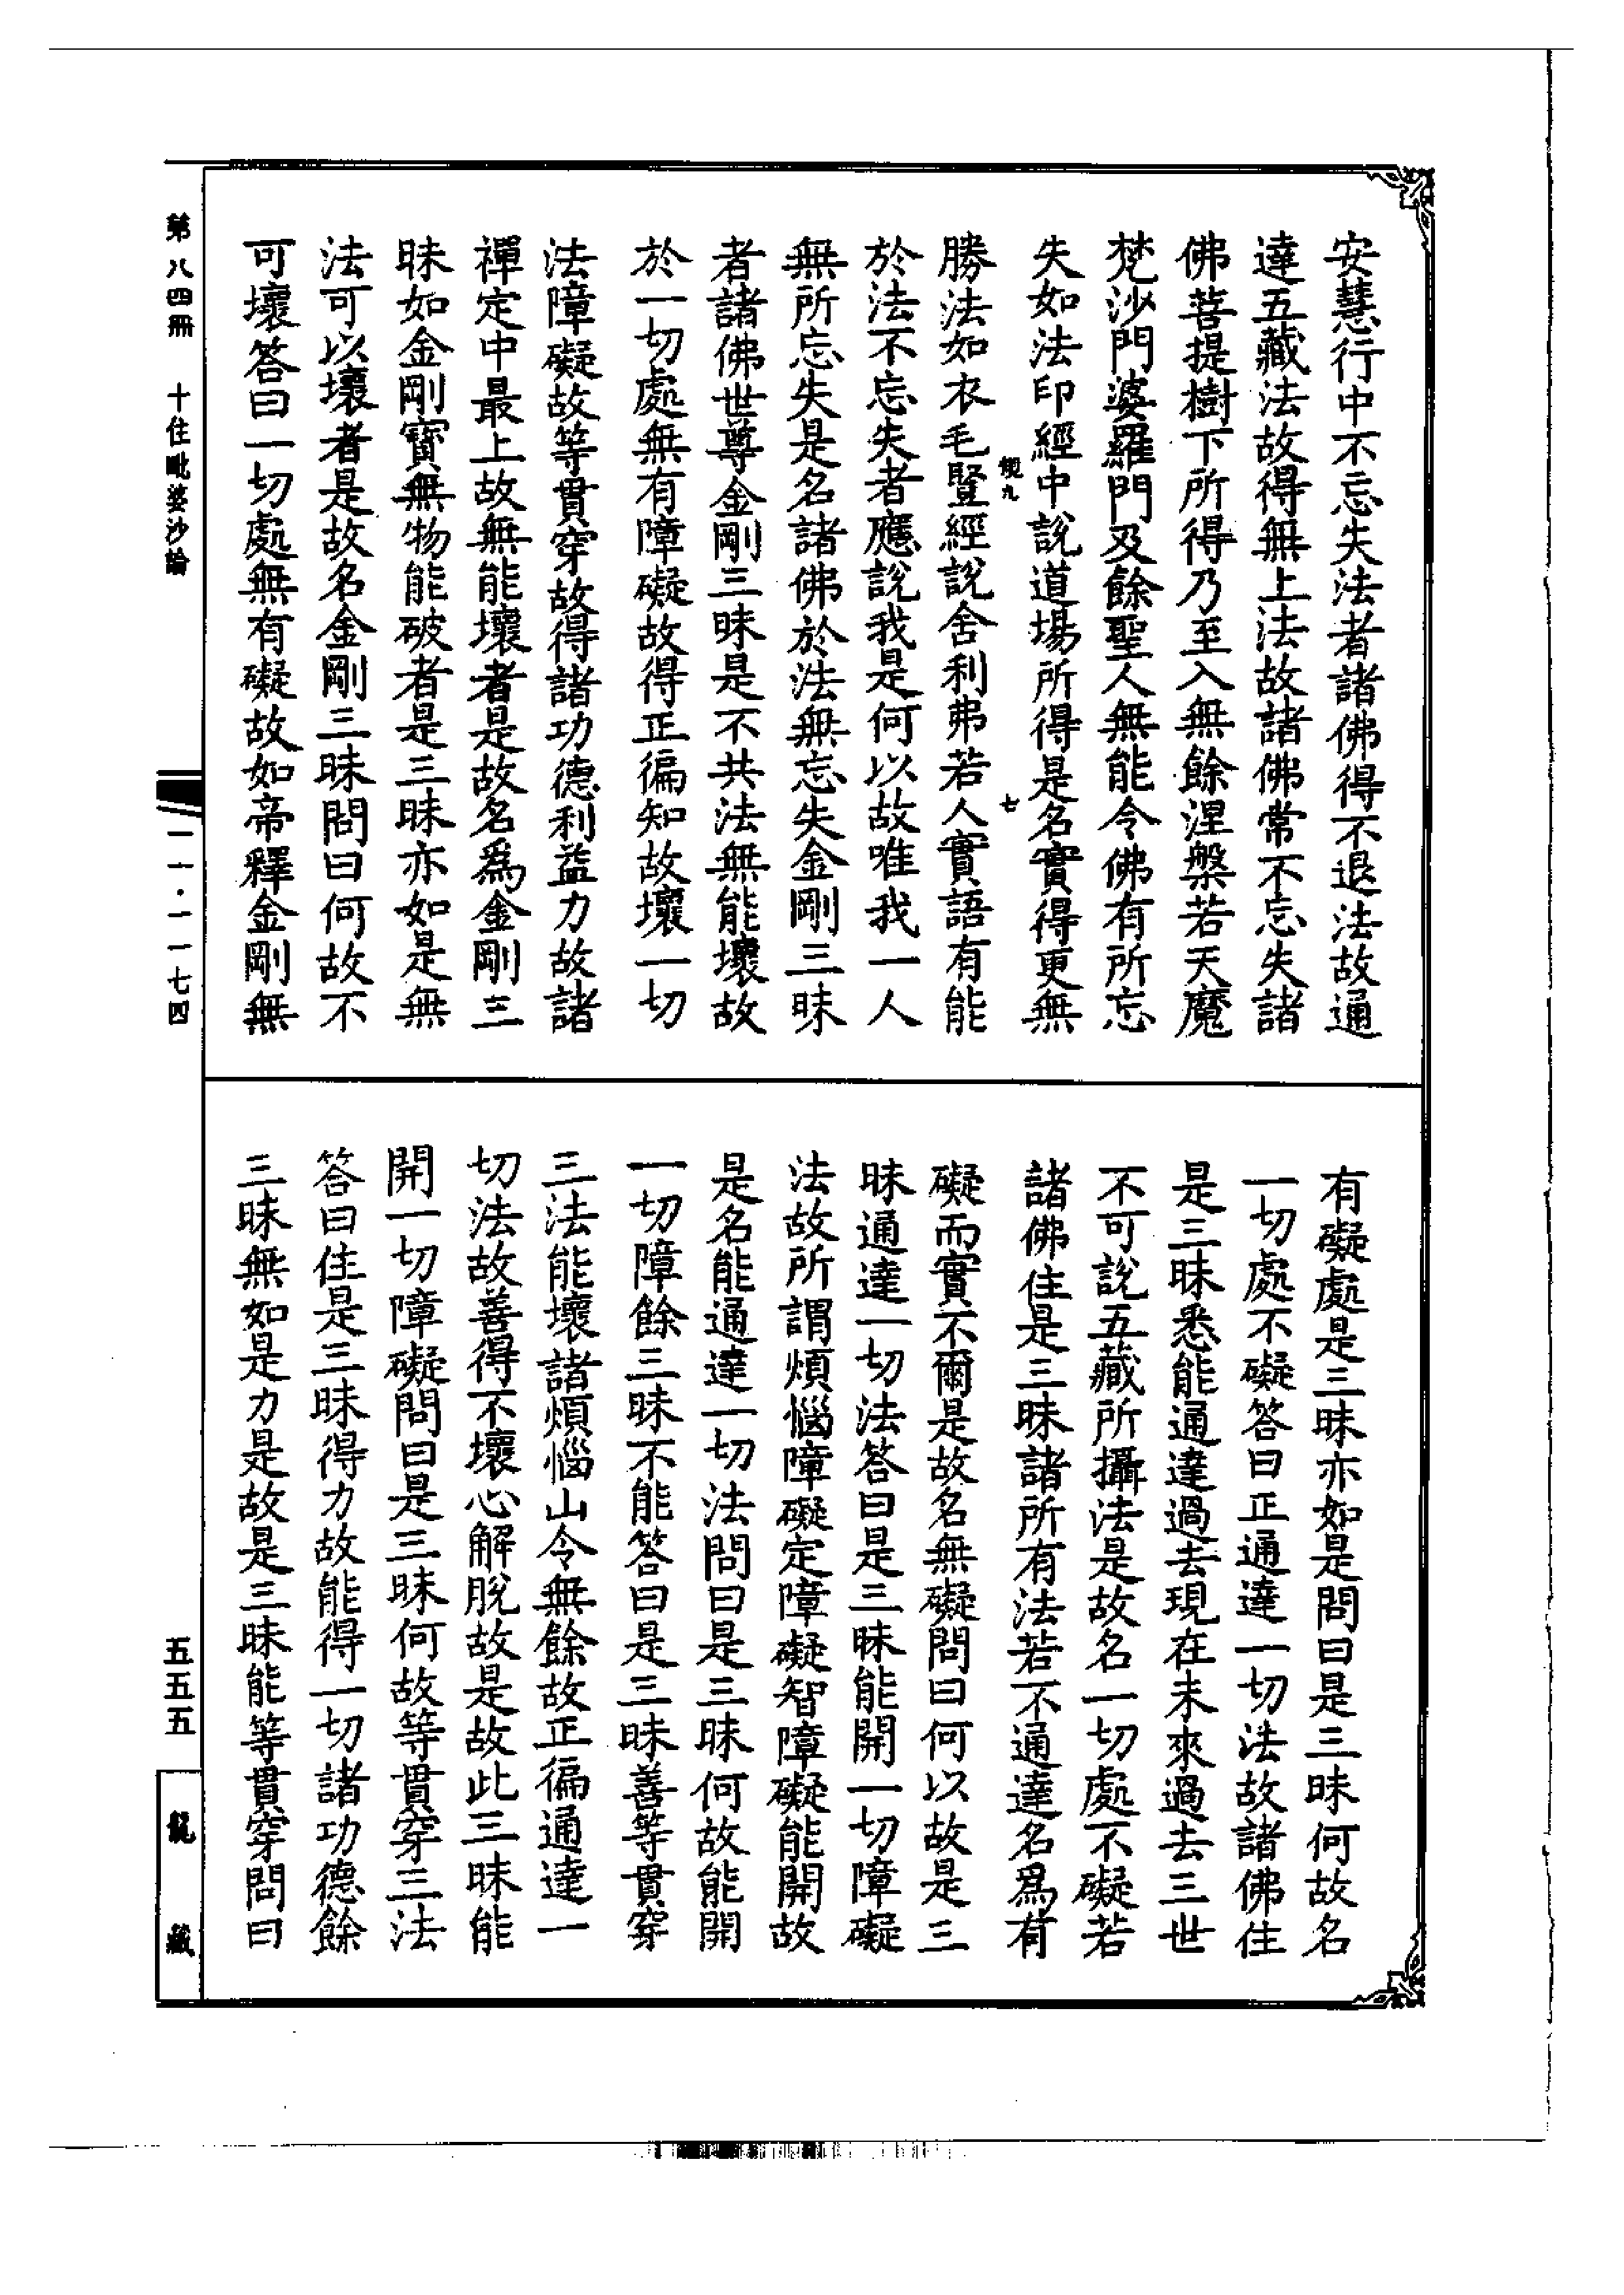 安慧行中不忘失法者諸佛得不退法故通
達五藏法故得無上法故諸佛常不忘失諸
佛菩提樹下所得乃至入無餘涅槃若天魔
梵沙門婆羅門及餘聖人無能令佛有所忘
失如法印經中說道場所得是名實得更無
勝法如衣毛豎經說舍利弗若人實語有能
於法不忘失者應說我是何以故唯我一人
無所忘失是名諸佛於法無忘失金剛三昧
者諸佛世尊金剛三昧是不共法無能壞故
於一切處無有障礙故得正徧知故壞一切
法障礙故等貫穿故得諸功德利益力故諸
禪定中最上故無能壞者是故名為金剛三
昧如金剛寶無物能破者是三昧亦如是無
法可以壞者是故名金剛三昧問曰何故不
可壞答曰一切處無有礙故如帝釋金剛無
有礙處是三昧亦如是問曰是三昧何故名
一切處不礙答曰正通達一切法故諸佛住
是三昧悉能通達過去現在未來過去三世
不可說五藏所攝法是故名一切處不礙若
諸佛住是三昧諸所有法若不通達名為有
礙而實不爾是故名無礙問曰何以故是三
昧通達一切法答曰是三昧能開一切障礙
法故所謂煩惱障礙定障礙智障礙能開故
是名能通達一切法問曰是三昧何故能開
一切障餘三昧不能答曰是三昧善等貫穿
三法能壞諸煩惱山令無餘故正徧通達一
切法故善得不壞心解脫故是故此三昧能
開一切障礙問曰是三昧何故等貫穿三法
答曰住是三昧得力故能得一切諸功德餘
三昧無如是力是故是三昧能等貫穿問曰
七
第八四冊 十住毗婆沙論
一一·一一七四
五五五
龍藏